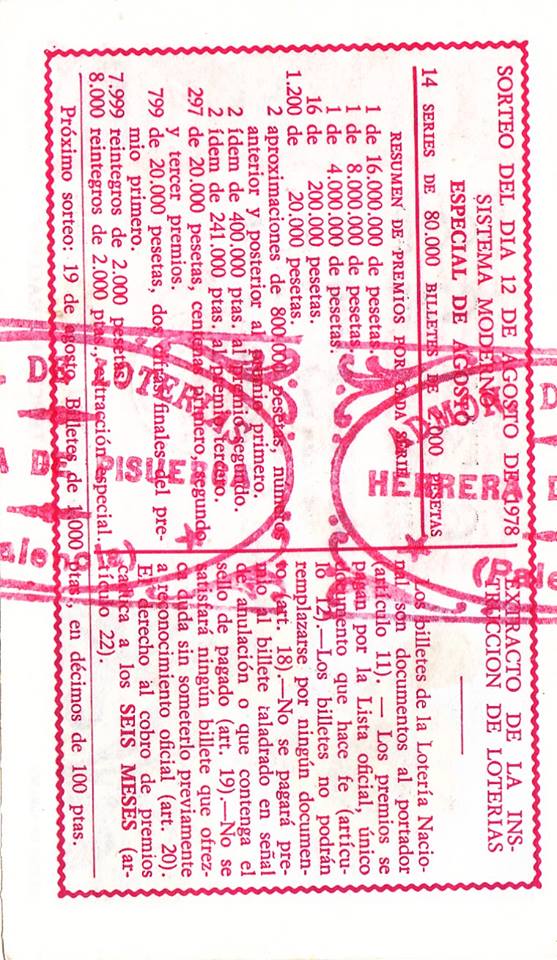 SORTEO DEL DIA 12 DE AGOSTO DE 1978
SISTEMA MODERNO
ESPECIAL DE AGOSTO
14 SERIES DE 80.000 BILLETES DE 2.000 PESETAS
RESUMEN DE PREMIOS POR CADA SERIE
1 de 16.000.000 de pesetas.
1 de 8.000.000 de pesetas.
1 de 4.000.000 de pesetas.
16 de 200.000 pesetas.
1.200 de 20.000 pesetas.
2 aproximaciones de 800.000 pesetas, números
anterior y posterior al premio primero.
2 ídem de 400.000 ptas. al premio segundo.
2 ídem de 241.000 ptas. al premio tercero.
297 de 20.000 pesetas, centenas primero, segundo
y tercer premios.
799 de 20.000 pesetas, dos cifras finales del pre-
mio primero.
7.999 reintegros de 2.000 pesetas.
8.000 reintegros de 2.000 ptas., extracción especial.
EXTRACTO DE LA INS-
TRUCCION DE LOTERIAS
Los billetes de la Lotería Nacio-
nal son documentos al portador
(artículo 11). — Los premios se
pagan por la Lista oficial, único
documento que hace fe (artícu-
lo 12).—Los billetes no podrán
remplazarse por ningún documen-
to (art. 18).—No se pagará pre-
mio al billete taladrado en señal
de anulación o que contenga el
sello de pagado (art. 19).—No se
satisfará ningún billete que ofrez-
ca duda sin someterlo previamente
a reconocimiento oficial (art. 20).
El derecho al cobro de premios
caduca a los SEIS MESES (ar-
tículo 22).
Próximo sorteo: 19 de agosto. Billetes de 1.000 ptas., en décimos de 100 ptas.
D. LOTERIAS
DE PISUERGA
ADMON. D
HERRERA D
(Pale